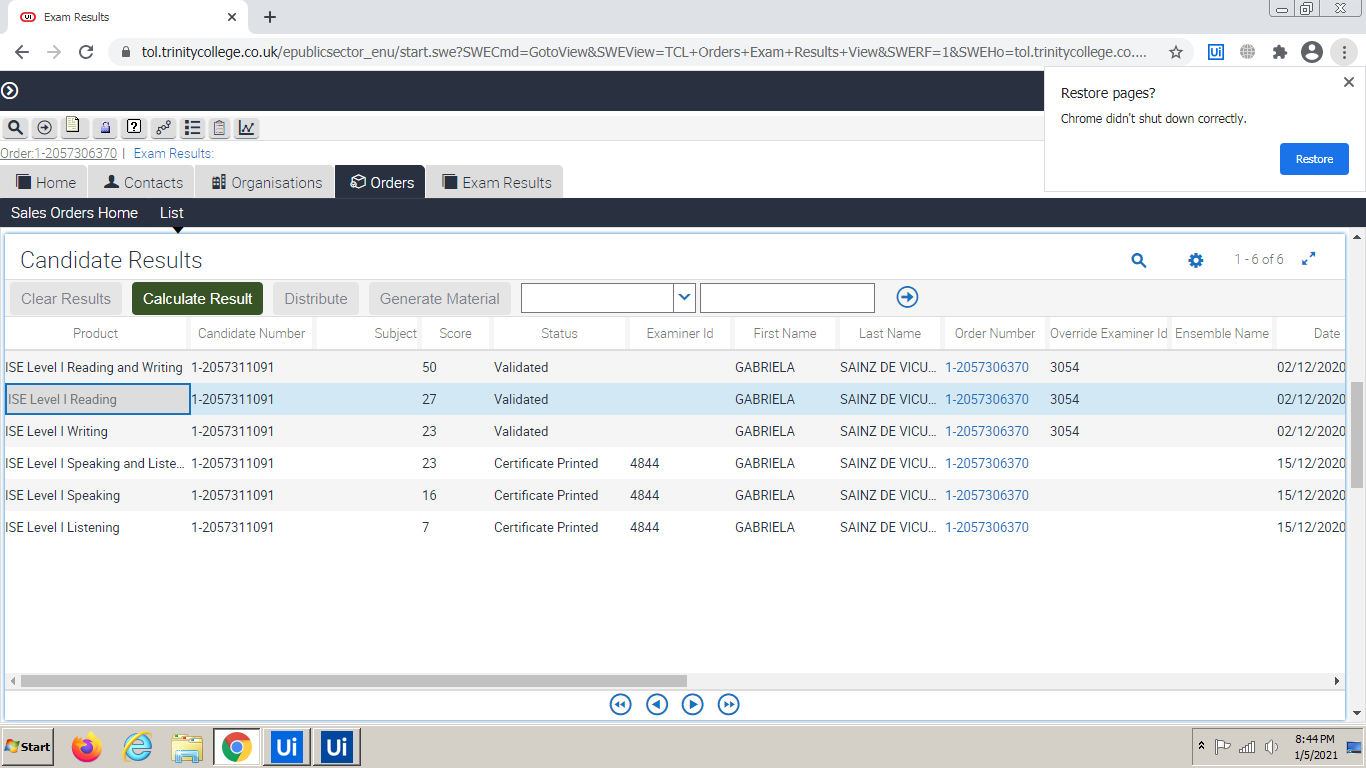 Exam Results
tol.trinitycollege.co.uk/epublicsector_enu/start.swe?SWECmd=GotoView&SWEView=TCL+Orders+Exam+Results+View&SWERF=1&SWEHo=tol.trinitycollege.co....
Restore pages?
Chrome didn't shut down correctly.
Restore
Order:1-2057306370 | Exam Results:
Home Contacts Organisations Orders Exam Results
Sales Orders Home List
Candidate Results 1 - 6 of 6
Clear Results Calculate Result Distribute Generate Material
Product Candidate Number Subject Score Status Examiner Id First Name Last Name Order Number Override Examiner Id Ensemble Name Date
ISE Level I Reading and Writing 1-2057311091 50 Validated GABRIELA SAINZ DE VICU... 1-2057306370 3054 02/12/2020
ISE Level I Reading 1-2057311091 27 Validated GABRIELA SAINZ DE VICU... 1-2057306370 3054 02/12/2020
ISE Level I Writing 1-2057311091 23 Validated GABRIELA SAINZ DE VICU... 1-2057306370 3054 02/12/2020
ISE Level I Speaking and Liste... 1-2057311091 23 Certificate Printed 4844 GABRIELA SAINZ DE VICU... 1-2057306370 15/12/2020
ISE Level I Speaking 1-2057311091 16 Certificate Printed 4844 GABRIELA SAINZ DE VICU... 1-2057306370 15/12/2020
ISE Level I Listening 1-2057311091 7 Certificate Printed 4844 GABRIELA SAINZ DE VICU... 1-2057306370 15/12/2020
Start Ui Ui 8:44 PM
1/5/2021